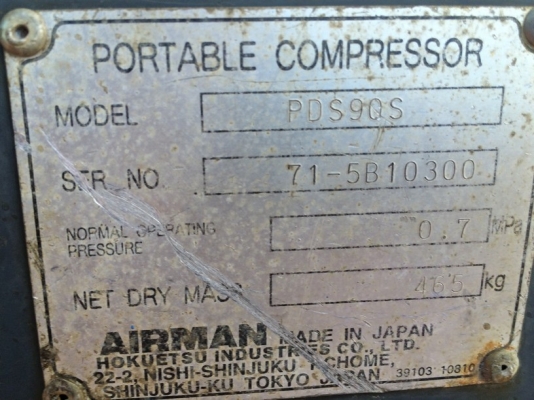 PORTABLE COMPRESSOR
MODEL PDS90S
SER. NO. 71-5B10300
NORMAL OPERATING PRESSURE 0.7 MPa
NET DRY MASS kg
AIRMAN MADE IN JAPAN
HOKUETSU INDUSTRIES CO., LTD.
22-2, NISHI-SHINJUKU 1-CHOME,
SHINJUKU-KU TOKYO JAPAN 39103 10810